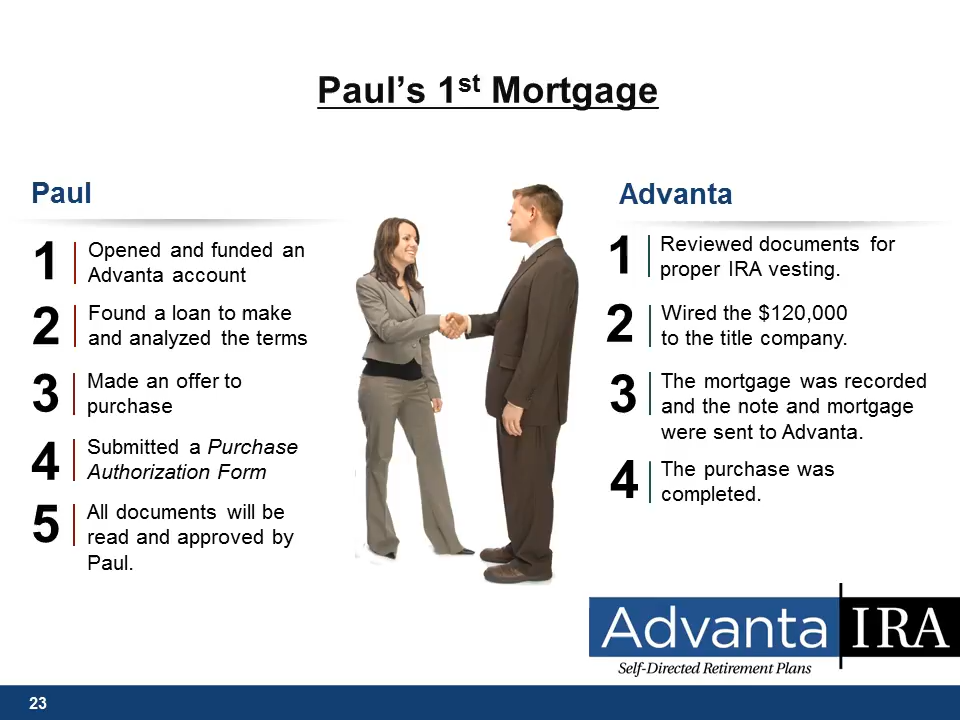 Paul’s 1st Mortgage
Paul
1
Opened and funded an
Advanta account
2
Found a loan to make
and analyzed the terms
3
Made an offer to
purchase
4
Submitted a Purchase
Authorization Form
5
All documents will be
read and approved by
Paul.
Advanta
1
Reviewed documents for
proper IRA vesting.
2
Wired the $120,000
to the title company.
3
The mortgage was recorded
and the note and mortgage
were sent to Advanta.
4
The purchase was
completed.
Advanta IRA
Self-Directed Retirement Plans
23